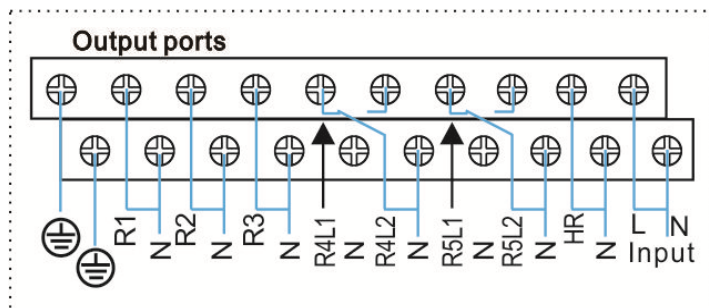 Output ports
R1 N R2 N R3 N R4L1 N R4L2 N R5L1 N R5L2 N HR N L N
Input